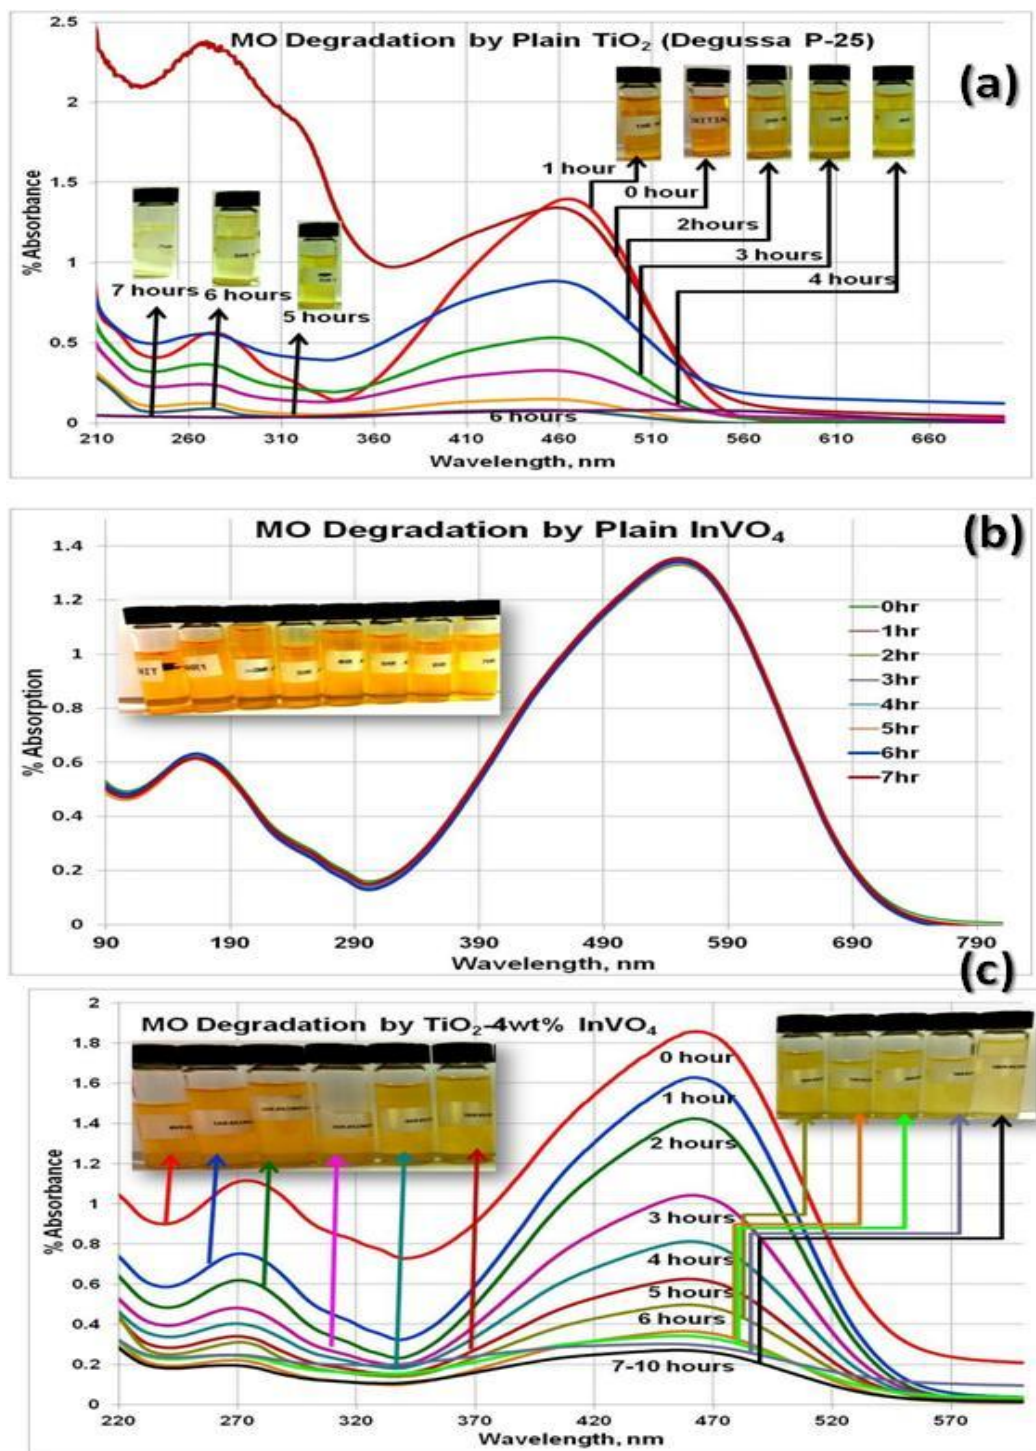 MO Degradation by Plain TiO₂ (Degussa P-25)
(a)
% Absorbance
2.5
2
1.5
1
0.5
0
1 hour
0 hour
2hours
3 hours
4 hours
7 hours
6 hours
5 hours
6 hours
210 260 310 360 410 460 510 560 610 660
Wavelength, nm
MO Degradation by Plain InVO₄
(b)
% Absorption
1.4
1.2
1
0.8
0.6
0.4
0.2
0
0hr
1hr
2hr
3hr
4hr
5hr
6hr
7hr
90 190 290 390 490 590 690 790
Wavelength, nm
(c)
MO Degradation by TiO₂-4wt% InVO₄
% Absorbance
2
1.8
1.6
1.4
1.2
1
0.8
0.6
0.4
0.2
0
0 hour
1 hour
2 hours
3 hours
4 hours
5 hours
6 hours
7-10 hours
220 270 320 370 420 470 520 570
Wavelength, nm